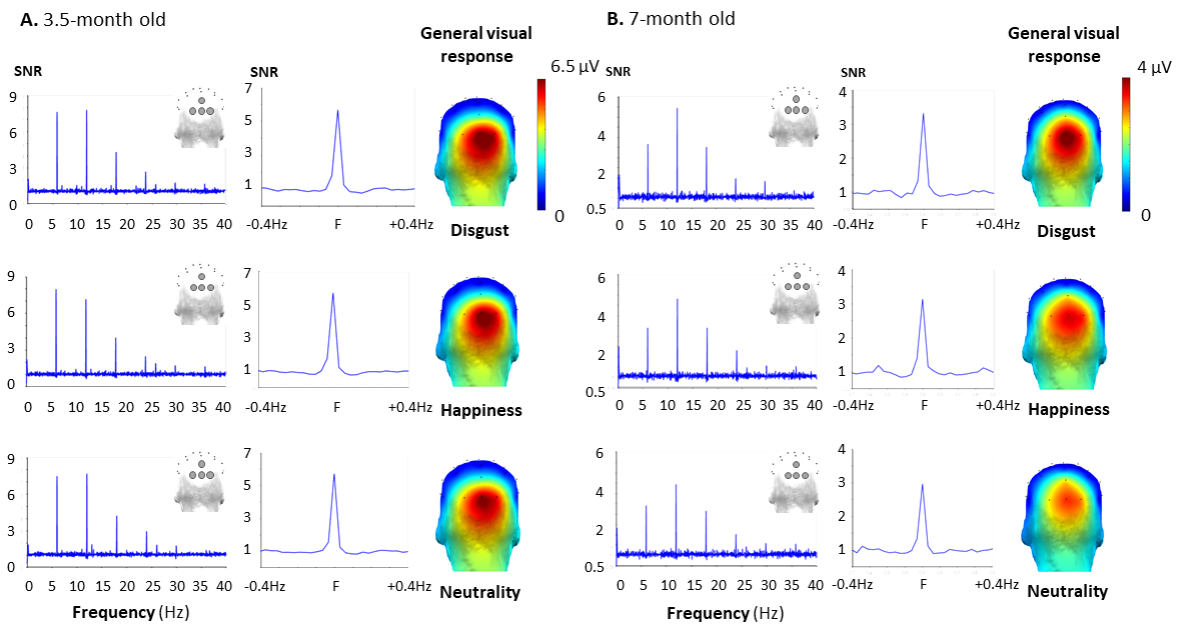 A. 3.5-month old
General visual
response
SNR
SNR
6.5 µV
0
9
6
3
0
0 5 10 15 20 25 30 35 40
7
5
3
1
-0.4Hz F +0.4Hz
Disgust
9
6
3
0
0 5 10 15 20 25 30 35 40
7
5
3
1
-0.4Hz F +0.4Hz
Happiness
9
6
3
0
0 5 10 15 20 25 30 35 40
7
5
3
1
-0.4Hz F +0.4Hz
Neutrality
Frequency (Hz)
B. 7-month old
General visual
response
SNR
SNR
4 µV
0
6
4
2
0.5
0 5 10 15 20 25 30 35 40
4
3
2
1
-0.4Hz F +0.4Hz
Disgust
6
4
2
0.5
0 5 10 15 20 25 30 35 40
4
3
2
1
-0.4Hz F +0.4Hz
Happiness
6
4
2
0.5
0 5 10 15 20 25 30 35 40
4
3
2
1
-0.4Hz F +0.4Hz
Neutrality
Frequency (Hz)